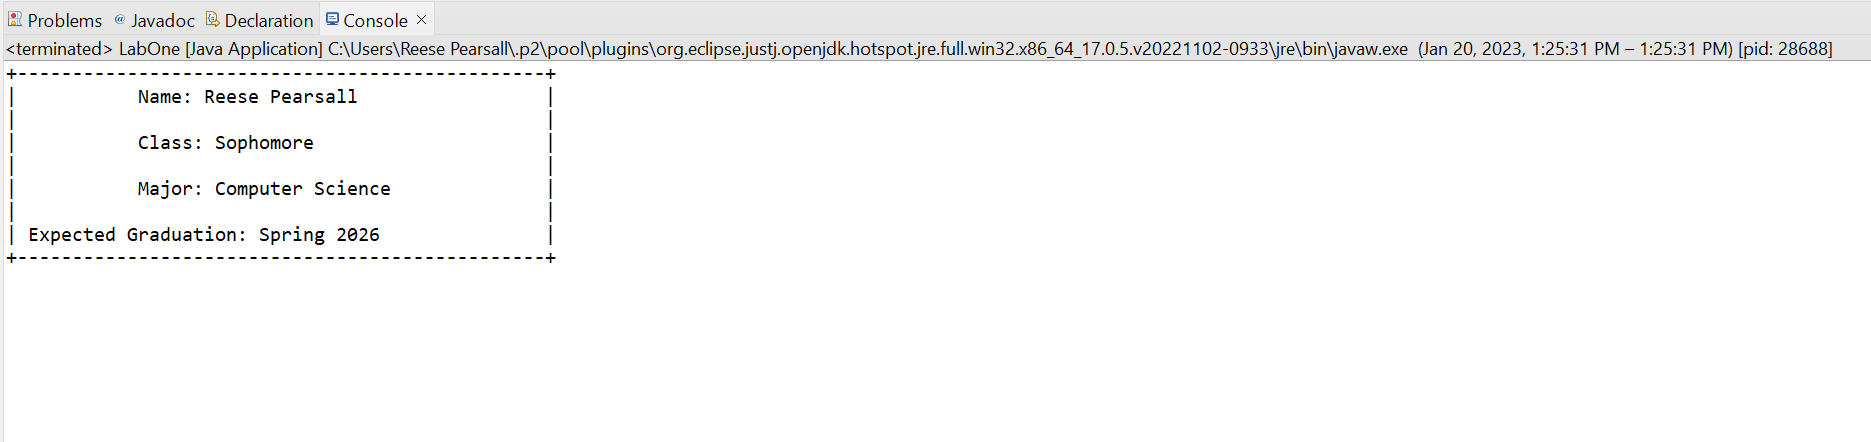 Problems @ Javadoc Declaration Console ×
<terminated> LabOne [Java Application] C:\Users\Reese Pearsall\.p2\pool\plugins\org.eclipse.justj.openjdk.hotspot.jre.full.win32.x86_64_17.0.5.v20221102-0933\jre\bin\javaw.exe  (Jan 20, 2023, 1:25:31 PM – 1:25:31 PM) [pid: 28688]
+------------------------------------------------+
|           Name: Reese Pearsall                 |
|                                                |
|           Class: Sophomore                     |
|                                                |
|           Major: Computer Science              |
|                                                |
| Expected Graduation: Spring 2026               |
+------------------------------------------------+